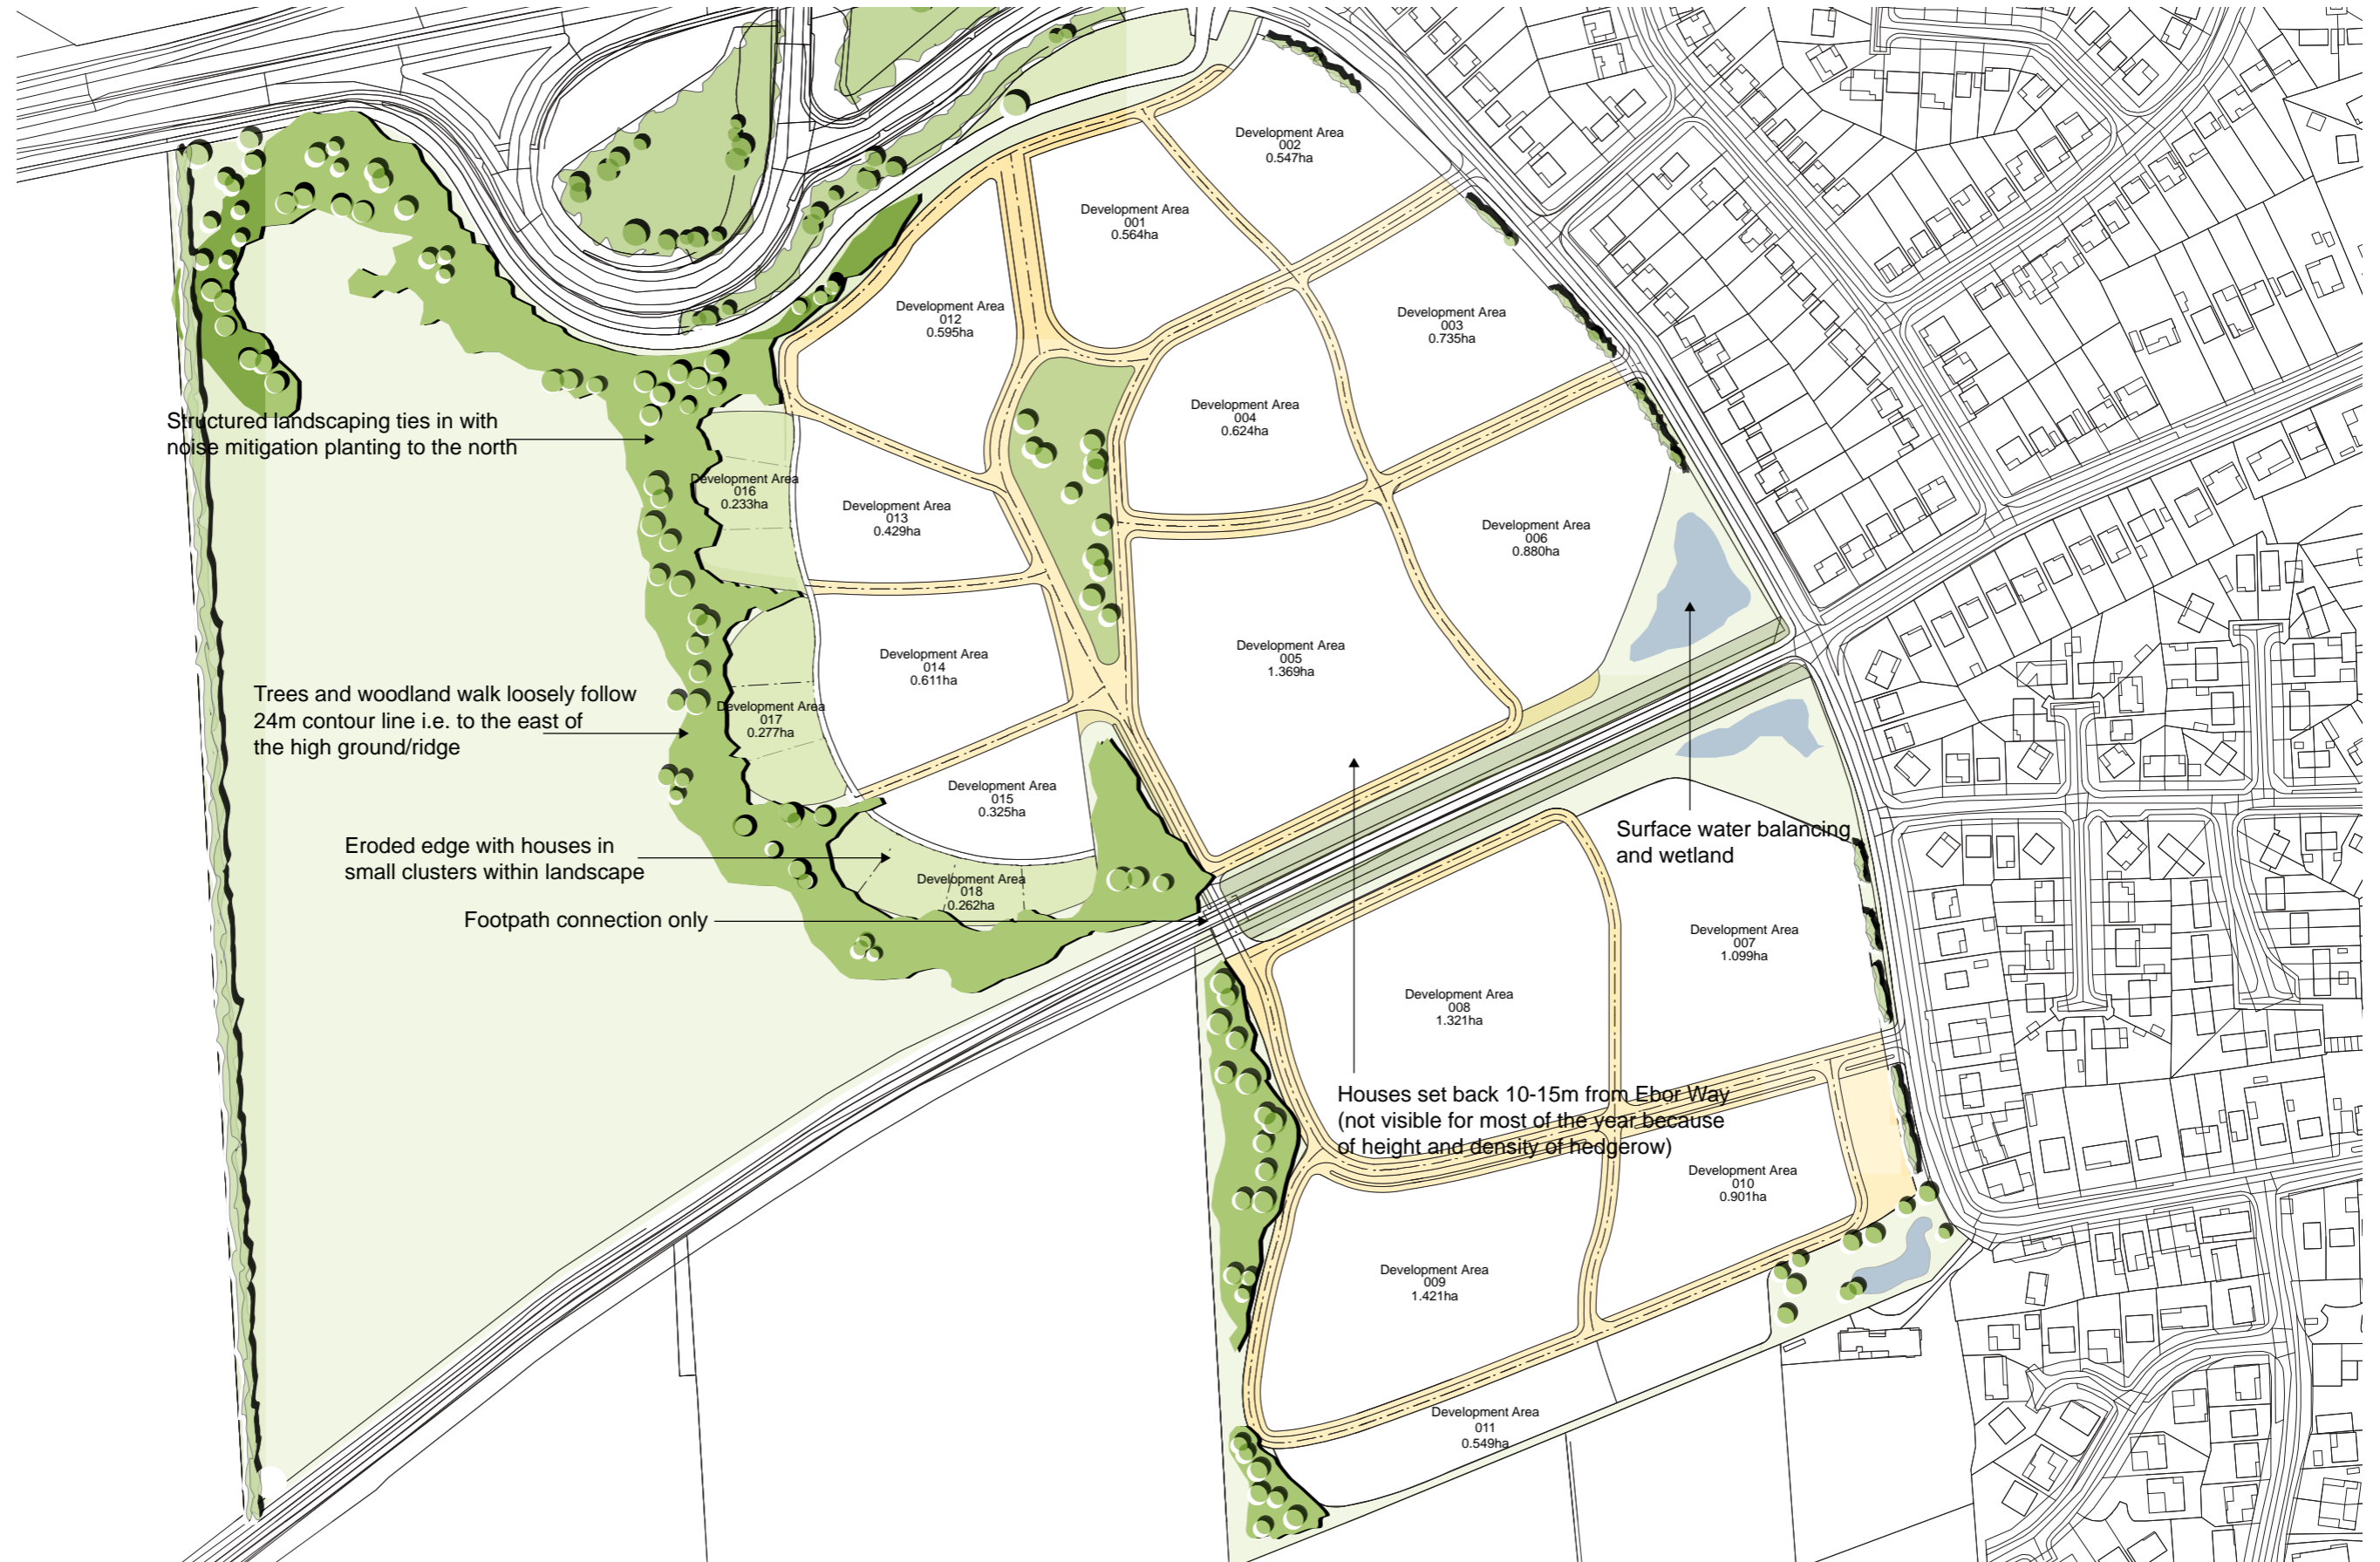 Development Area
002
0.547ha
Development Area
001
0.564ha
Development Area
012
0.595ha
Development Area
003
0.735ha
Development Area
004
0.624ha
Structured landscaping ties in with
noise mitigation planting to the north
Development Area
016
0.233ha
Development Area
013
0.429ha
Development Area
006
0.880ha
Development Area
014
0.611ha
Development Area
005
1.369ha
Trees and woodland walk loosely follow
24m contour line i.e. to the east of
the high ground/ridge
Development Area
017
0.277ha
Development Area
015
0.325ha
Surface water balancing
and wetland
Eroded edge with houses in
small clusters within landscape
Development Area
018
0.262ha
Footpath connection only
Development Area
007
1.099ha
Development Area
008
1.321ha
Houses set back 10-15m from Ebor Way
(not visible for most of the year because
of height and density of hedgerow)
Development Area
010
0.901ha
Development Area
009
1.421ha
Development Area
011
0.549ha